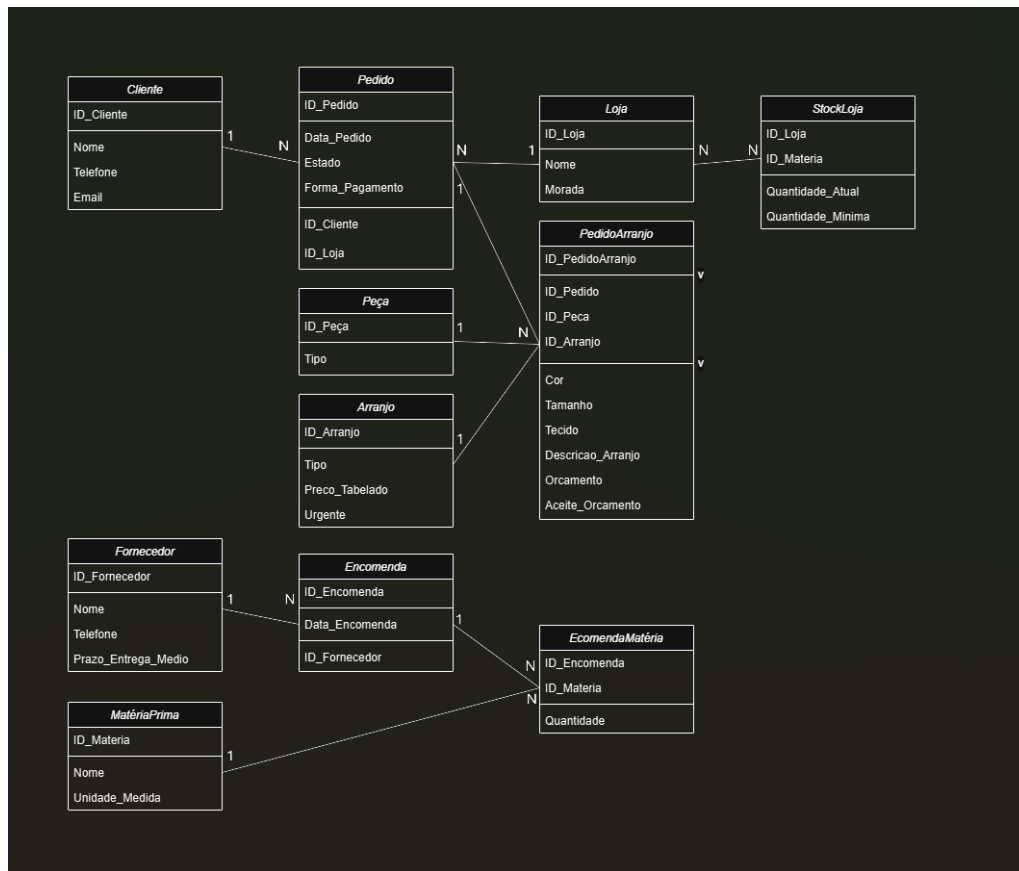 Cliente
ID_Cliente
Nome
Telefone
Email
1
N
Pedido
ID_Pedido
Data_Pedido
Estado
Forma_Pagamento
ID_Cliente
ID_Loja
N
1
1
Loja
ID_Loja
Nome
Morada
N
N
StockLoja
ID_Loja
ID_Materia
Quantidade_Atual
Quantidade_Minima
Peça
ID_Peça
Tipo
1
N
PedidoArranjo
ID_PedidoArranjo
v
ID_Pedido
ID_Peca
ID_Arranjo
v
Cor
Tamanho
Tecido
Descricao_Arranjo
Orcamento
Aceite_Orcamento
Arranjo
ID_Arranjo
1
Tipo
Preco_Tabelado
Urgente
Fornecedor
ID_Fornecedor
Nome
Telefone
Prazo_Entrega_Medio
1
N
Encomenda
ID_Encomenda
Data_Encomenda
ID_Fornecedor
1
N
N
EcomendaMatéria
ID_Encomenda
ID_Materia
Quantidade
MatériaPrima
ID_Materia
Nome
Unidade_Medida
1